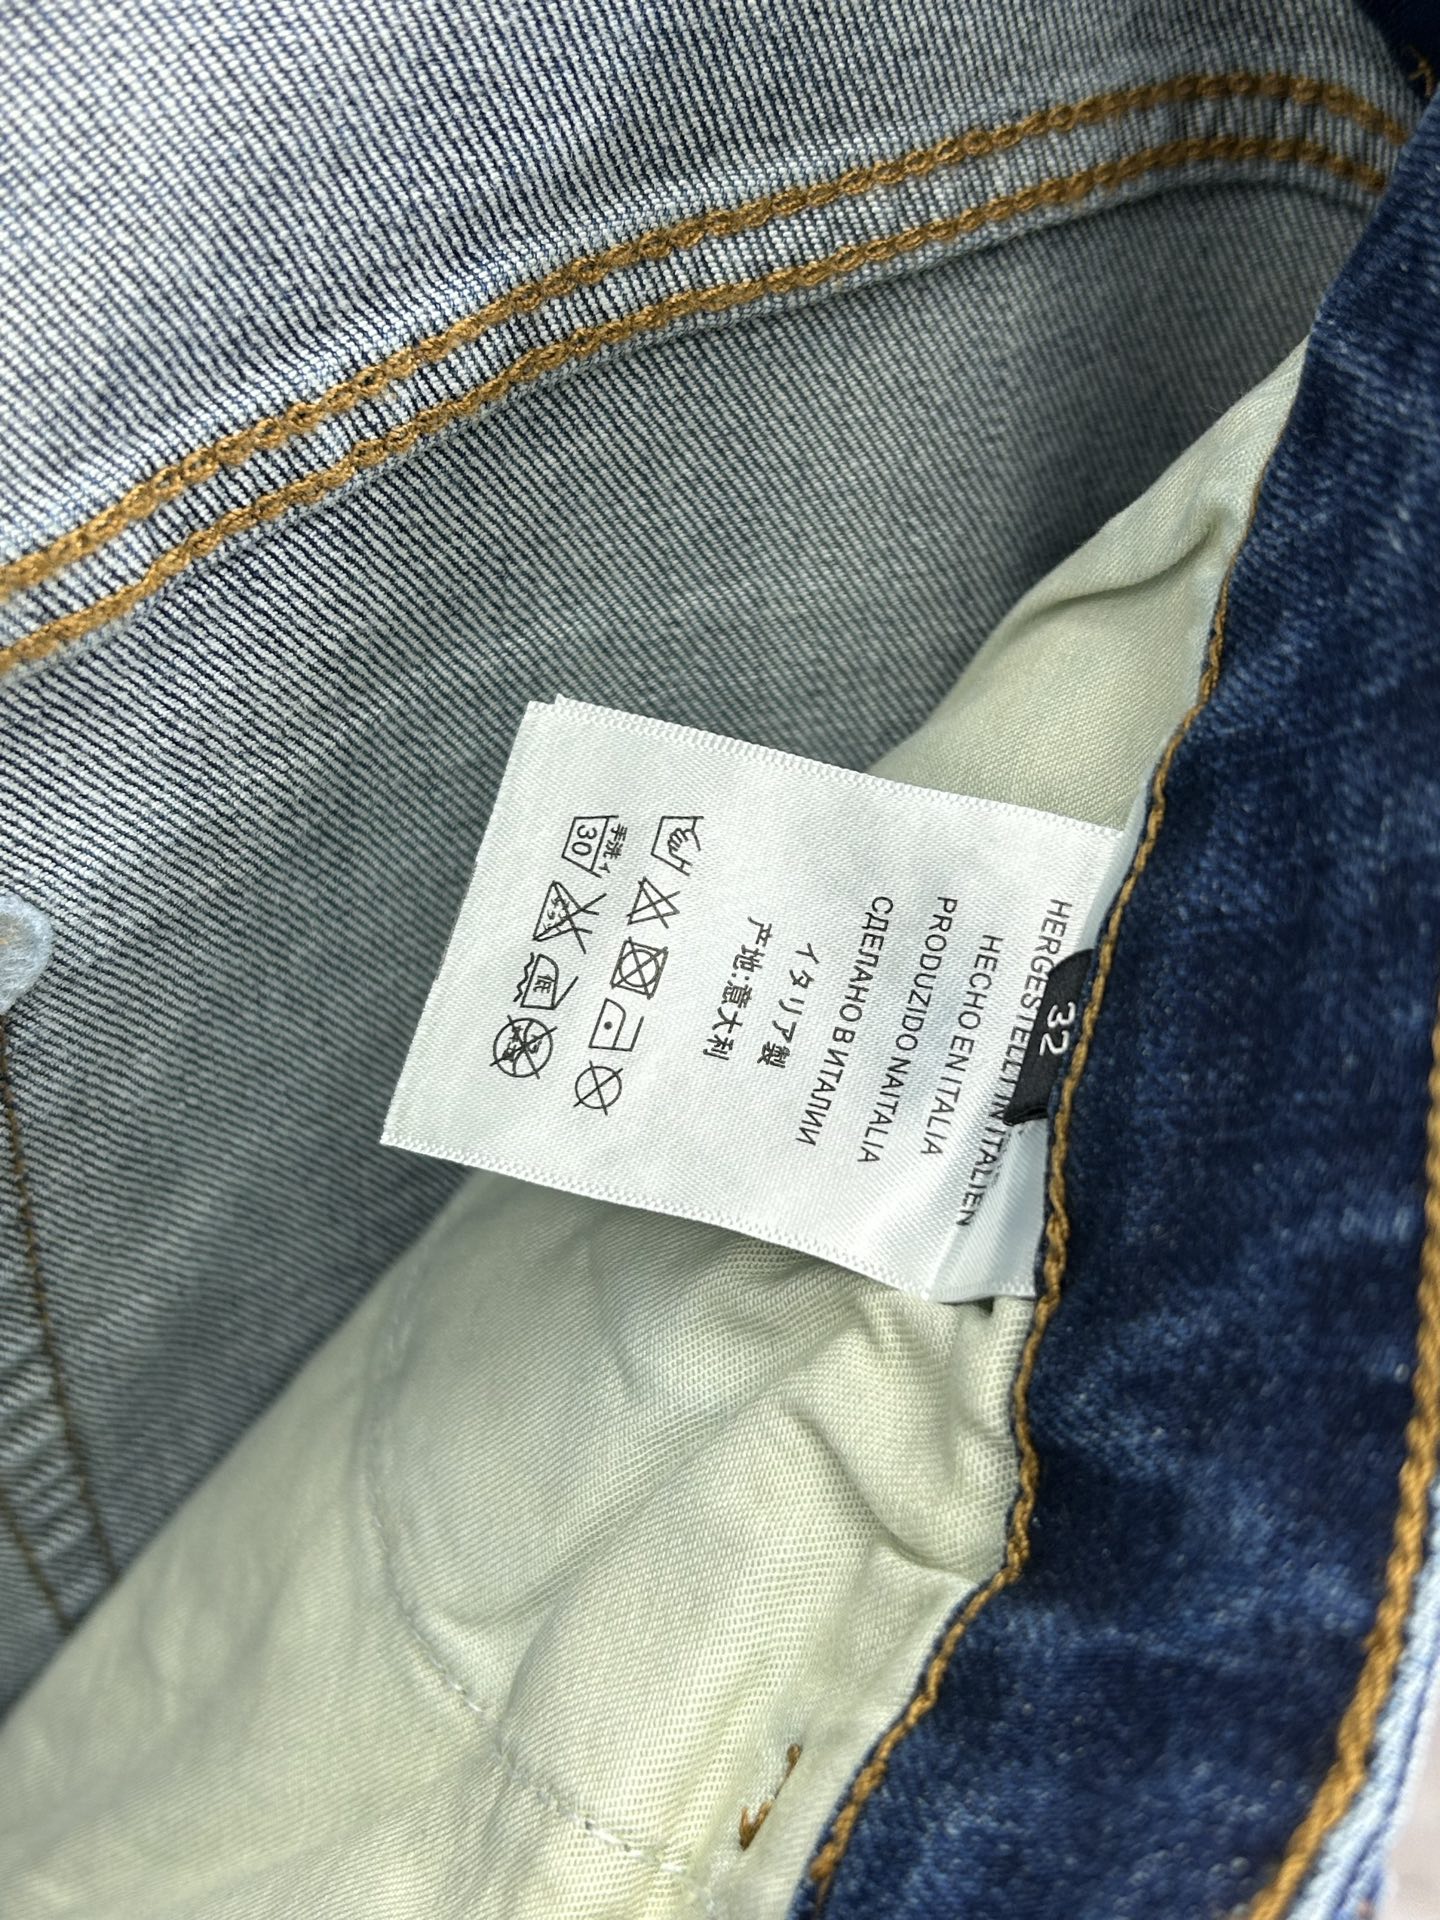 32
HERGESTELLT IN ITALIEN
HECHO EN ITALIA
PRODUZIDO NA ITALIA
СДЕЛАНО В ИТАЛИИ
イタリア製
产地:意大利
手洗イ
30